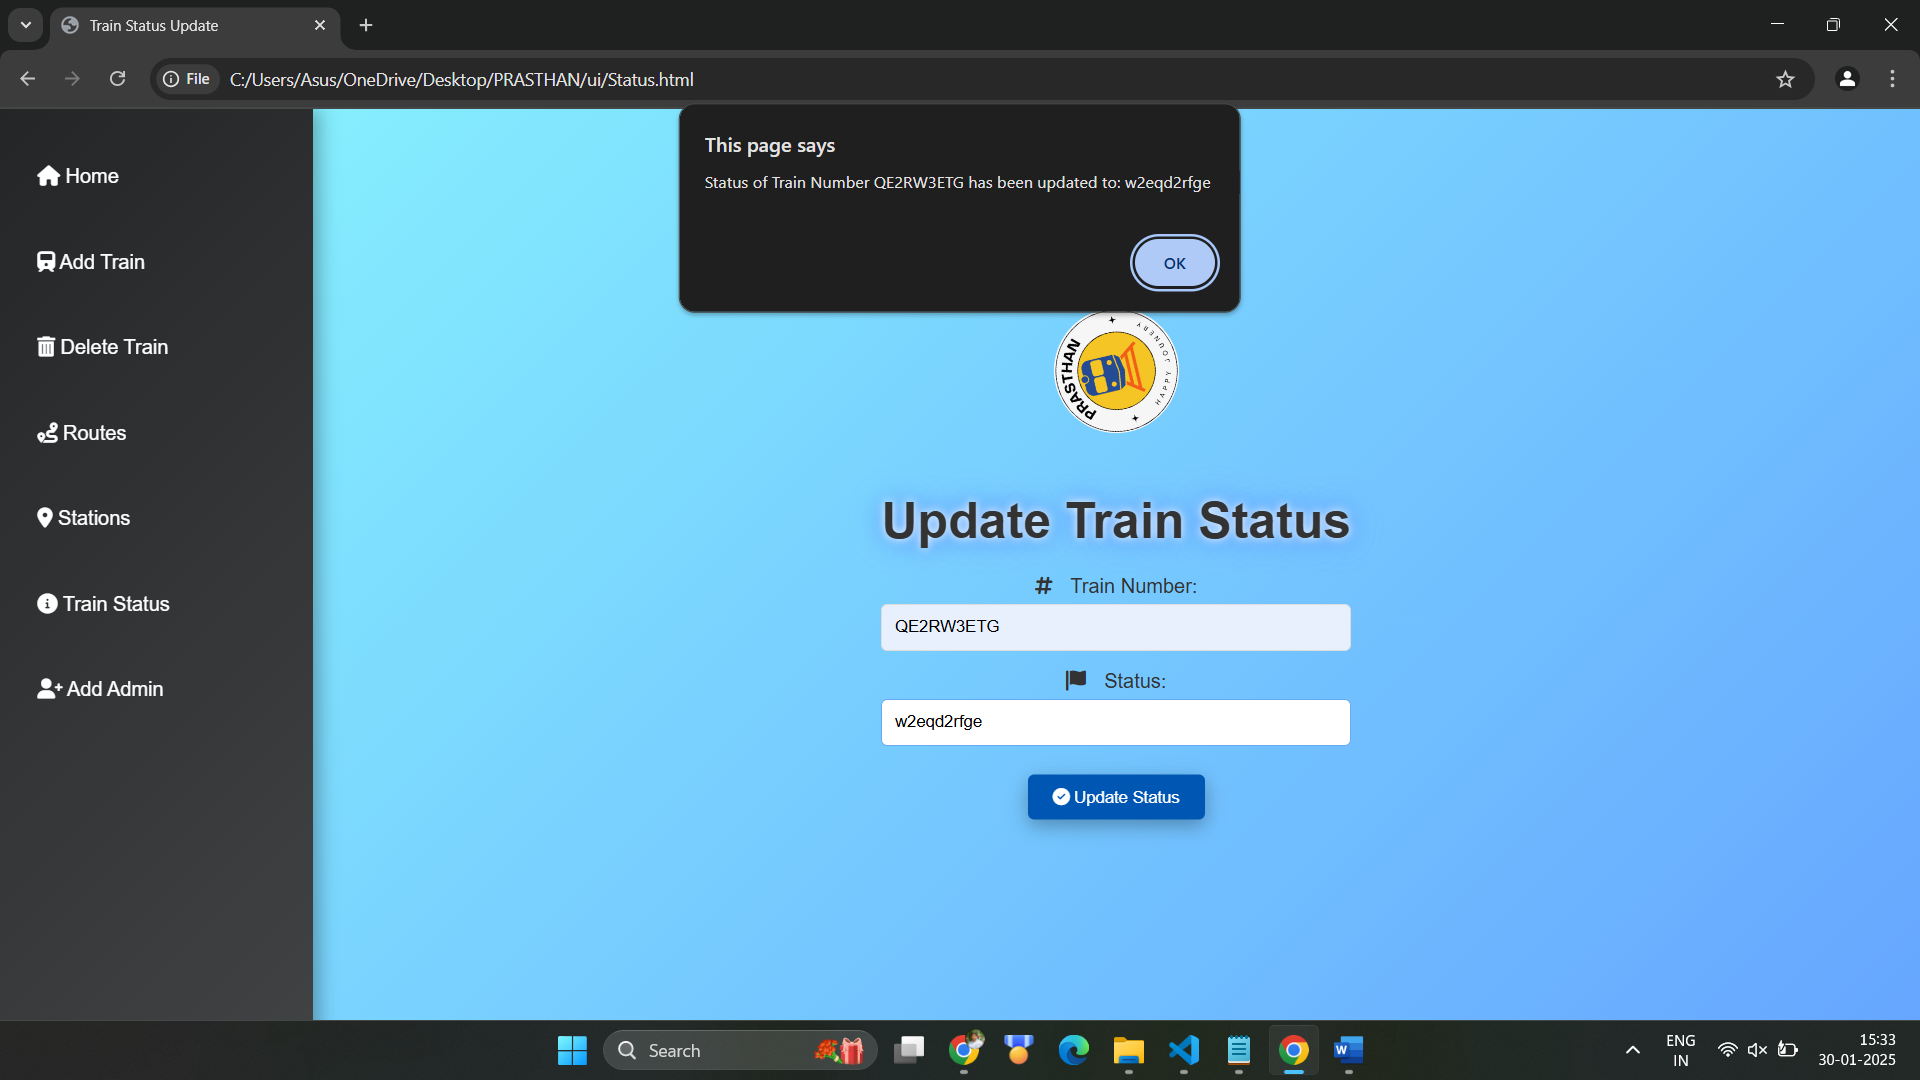 Train Status Update
File
C:/Users/Asus/OneDrive/Desktop/PRASTHAN/ui/Status.html
This page says
Status of Train Number QE2RW3ETG has been updated to: w2eqd2rfge
OK
Home
Add Train
Delete Train
Routes
Stations
Train Status
Add Admin
PRASTHAN
HAPPY JOUNERY
Update Train Status
# Train Number:
QE2RW3ETG
Status:
w2eqd2rfge
Update Status
Search
W
ENG
IN
15:33
30-01-2025